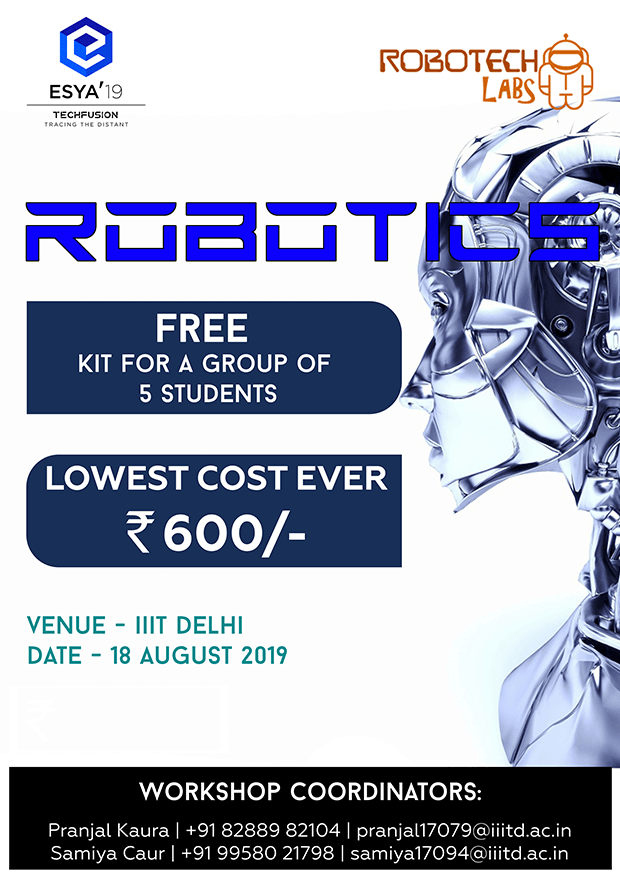 ESYA'19
TECHFUSION
TRACING THE DISTANT
ROBOTECH
LABS
ROBOTICS
FREE
KIT FOR A GROUP OF
5 STUDENTS
LOWEST COST EVER
₹ 600/-
VENUE - IIIT DELHI
DATE - 18 AUGUST 2019
WORKSHOP COORDINATORS:
Pranjal Kaura | +91 82889 82104 | pranjal17079@iiitd.ac.in
Samiya Caur | +91 99580 21798 | samiya17094@iiitd.ac.in